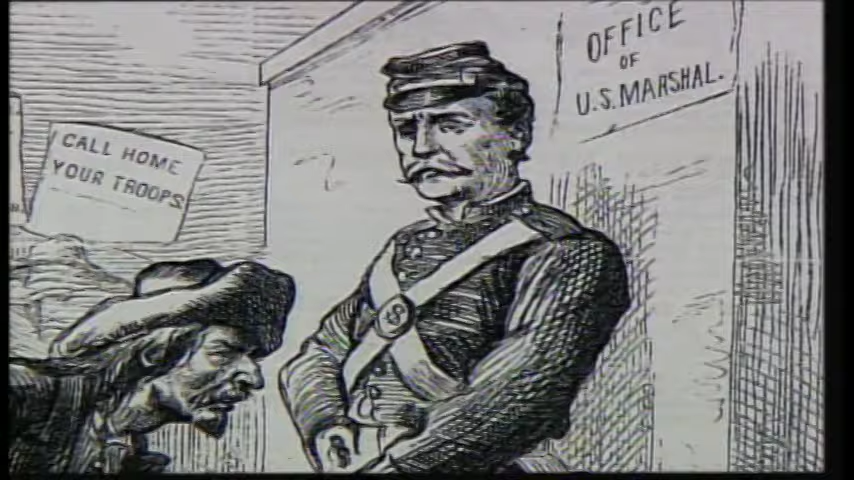 CALL HOME
YOUR TROOPS
OFFICE
OF
U.S. MARSHAL.